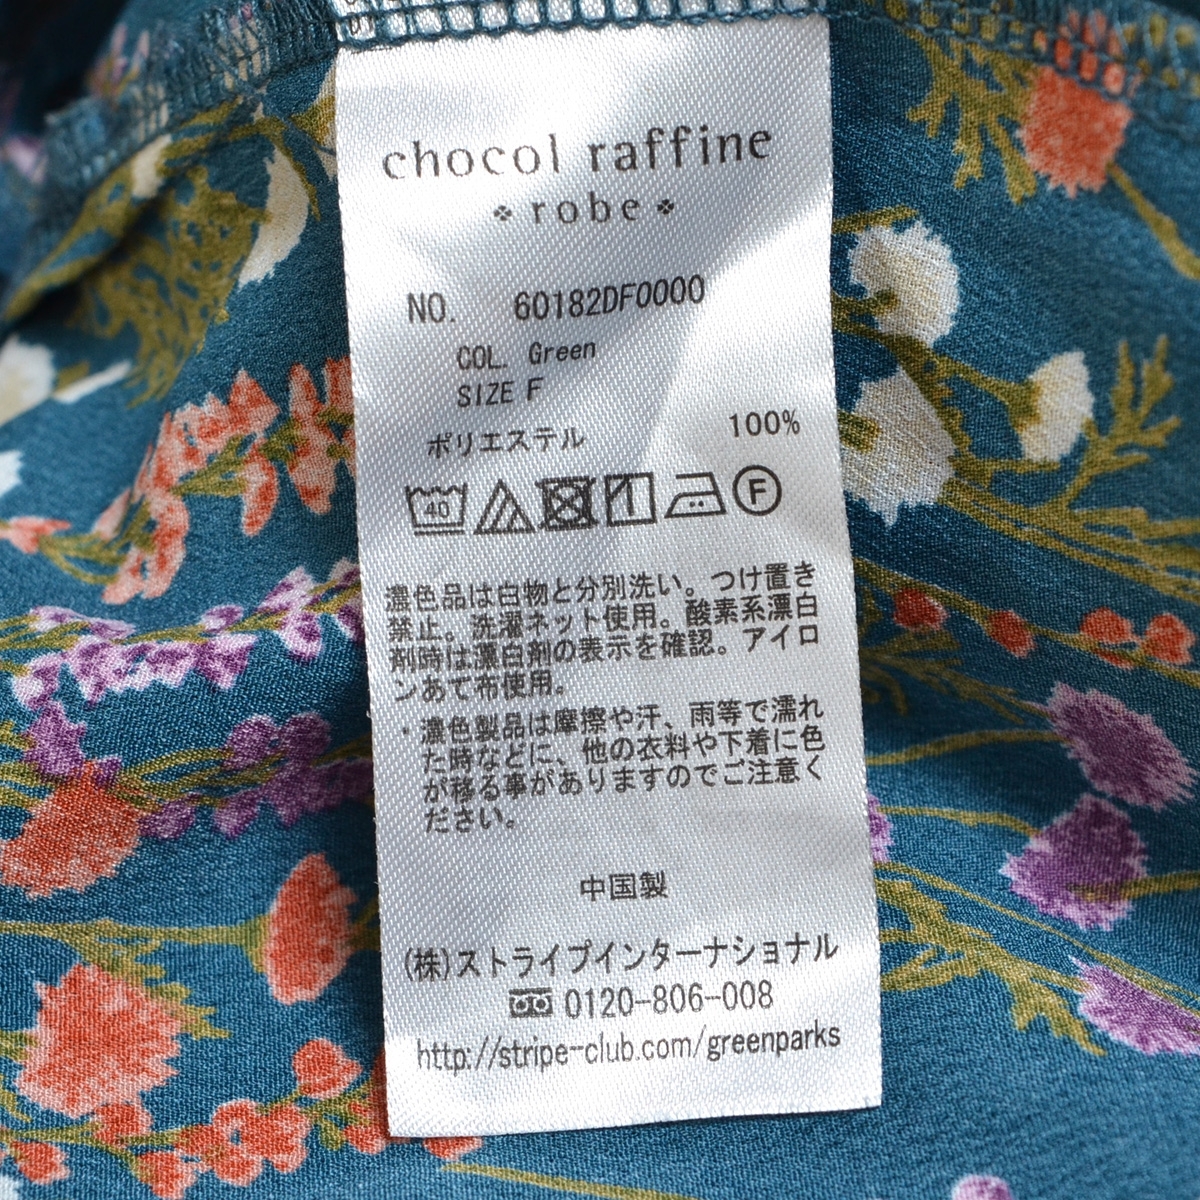 chocol raffine
robe
NO. 60182DF0000
COL. Green
SIZE F
ポリエステル 100%
40 F
濃色品は白物と分別洗い。つけ置き
禁止。洗濯ネット使用。酸素系漂白
剤時は漂白剤の表示を確認。アイロ
ンあて布使用。
・濃色製品は摩擦や汗、雨等で濡れ
た時などに、他の衣料や下着に色
が移る事がありますのでご注意く
ださい。
中国製
(株)ストライプインターナショナル
0120-806-008
http://stripe-club.com/greenparks